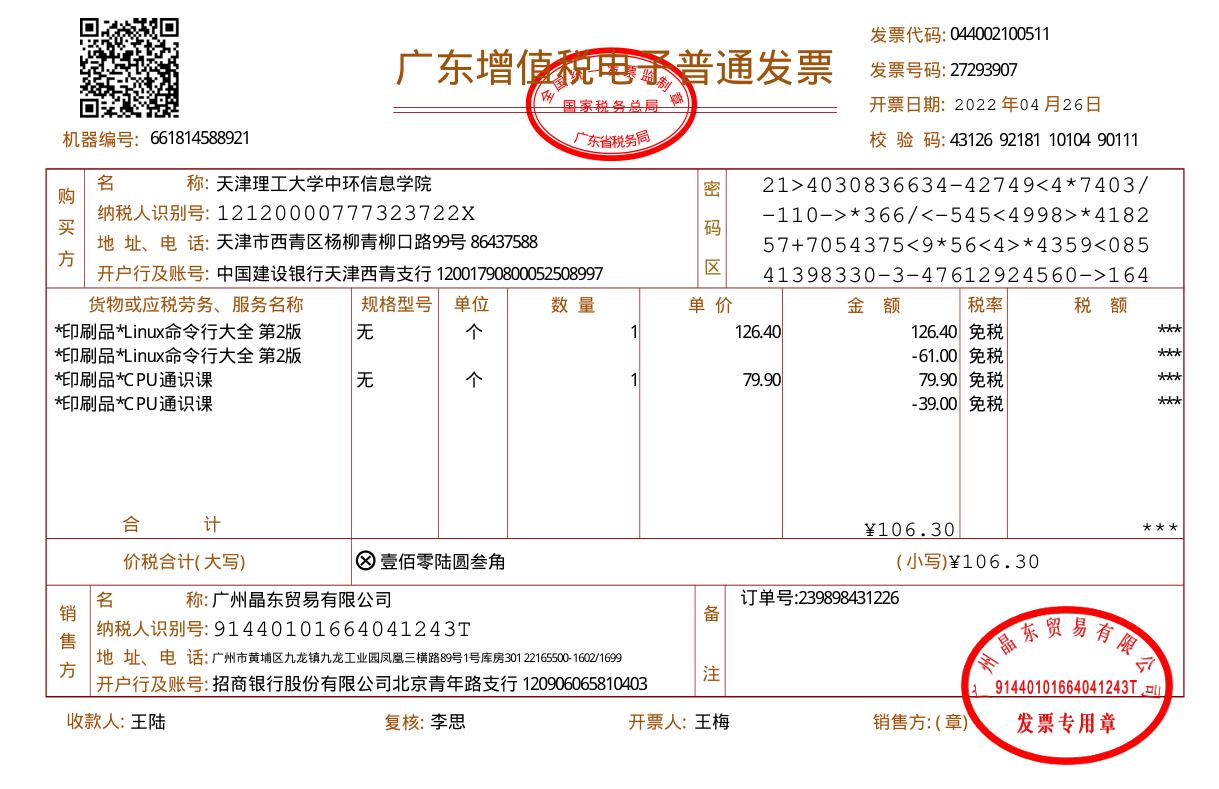 广东增值税电子普通发票
全国统一发票监制章
国家税务总局
广东省税务局
发票代码: 044002100511
发票号码: 27293907
开票日期: 2022 年04 月26日
校 验 码: 43126 92181 10104 90111
机器编号: 661814588921
购买方
名 称: 天津理工大学中环信息学院
纳税人识别号: 12120000777323722X
地 址、电 话: 天津市西青区杨柳青柳口路99号 86437588
开户行及账号: 中国建设银行天津西青支行 12001790800052508997
密码区
21>4030836634-42749<4*7403/
-110->*366/<-545<4998>*4182
57+7054375<9*56<4>*4359<085
41398330-3-47612924560->164
货物或应税劳务、服务名称 规格型号 单位 数 量 单 价 金 额 税率 税 额
*印刷品*Linux命令行大全 第2版 无 个 1 126.40 126.40 免税 ***
*印刷品*Linux命令行大全 第2版 -61.00 免税 ***
*印刷品*CPU通识课 无 个 1 79.90 79.90 免税 ***
*印刷品*CPU通识课 -39.00 免税 ***
合 计 ¥106.30 ***
价税合计(大写) ⊗壹佰零陆圆叁角 (小写)¥106.30
销售方
名 称: 广州晶东贸易有限公司
纳税人识别号: 91440101664041243T
地 址、电 话: 广州市黄埔区九龙镇九龙工业园凤凰三横路89号1号库房301 22165500-1602/1699
开户行及账号: 招商银行股份有限公司北京青年路支行 120906065810403
备注
订单号:239898431226
广州晶东贸易有限公司
91440101664041243T
发票专用章
收款人: 王陆 复核: 李思 开票人: 王梅 销售方: (章)